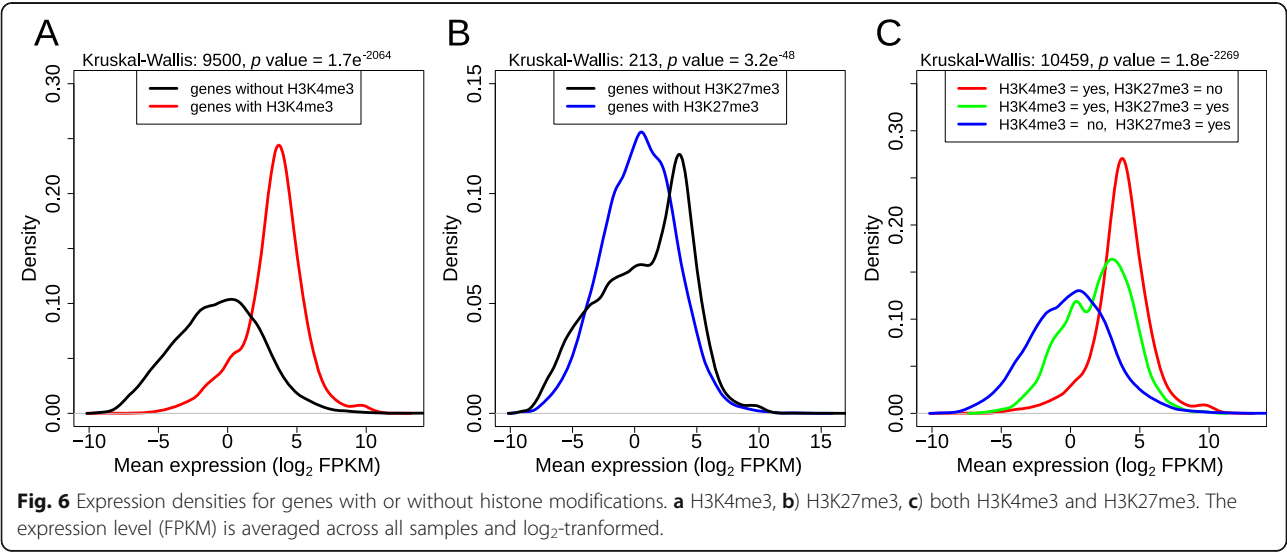 A
Kruskal-Wallis: 9500, p value = 1.7e-2064
genes without H3K4me3
genes with H3K4me3
0.30
0.20
0.10
0.00
Density
−10 −5 0 5 10
Mean expression (log2 FPKM)
B
Kruskal-Wallis: 213, p value = 3.2e-48
genes without H3K27me3
genes with H3K27me3
0.15
0.10
0.05
0.00
Density
−10 −5 0 5 10 15
Mean expression (log2 FPKM)
C
Kruskal-Wallis: 10459, p value = 1.8e-2269
H3K4me3 = yes, H3K27me3 = no
H3K4me3 = yes, H3K27me3 = yes
H3K4me3 = no, H3K27me3 = yes
0.30
0.20
0.10
0.00
Density
−10 −5 0 5 10
Mean expression (log2 FPKM)
Fig. 6 Expression densities for genes with or without histone modifications. a H3K4me3, b) H3K27me3, c) both H3K4me3 and H3K27me3. The
expression level (FPKM) is averaged across all samples and log2-tranformed.